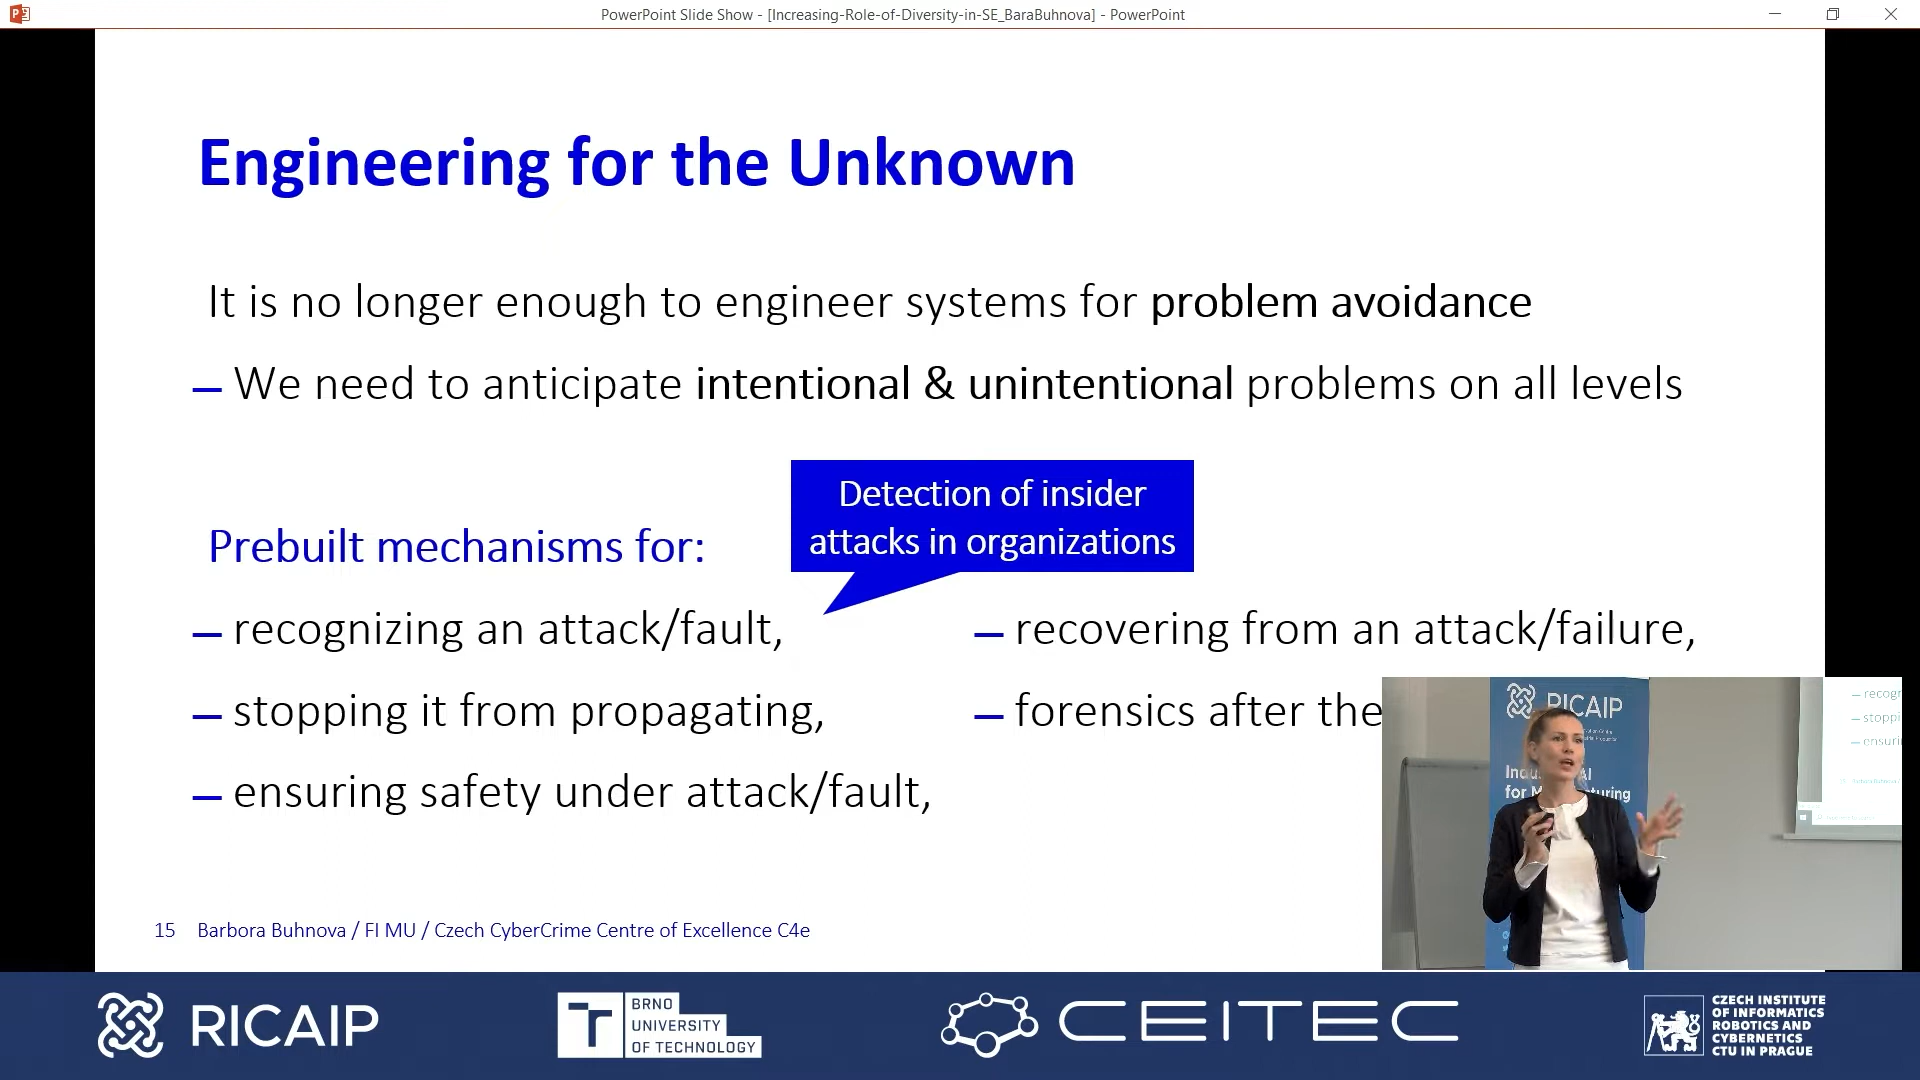 PowerPoint Slide Show - [Increasing-Role-of-Diversity-in-SE_BaraBuhnova] - PowerPoint
Engineering for the Unknown
It is no longer enough to engineer systems for problem avoidance
– We need to anticipate intentional & unintentional problems on all levels
Detection of insider
attacks in organizations
Prebuilt mechanisms for:
– recognizing an attack/fault,
– stopping it from propagating,
– ensuring safety under attack/fault,
– recovering from an attack/failure,
– forensics after the
RICAIP
for
15 Barbora Buhnova / FI MU / Czech CyberCrime Centre of Excellence C4e
RICAIP
BRNO
UNIVERSITY
OF TECHNOLOGY
CEITEC
CZECH INSTITUTE
OF INFORMATICS
ROBOTICS AND
CYBERNETICS
CTU IN PRAGUE